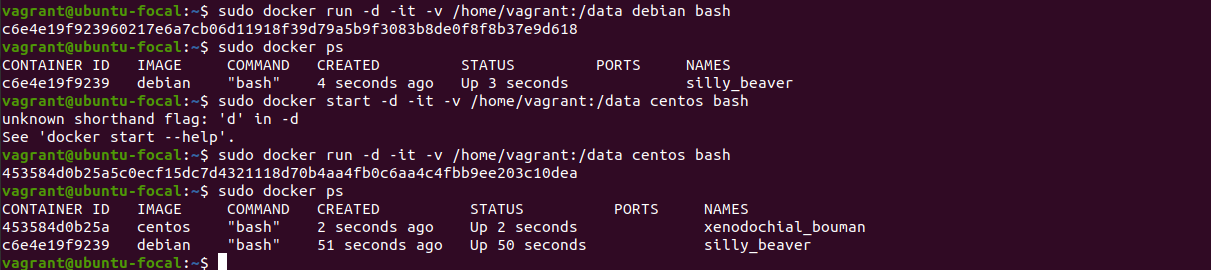 vagrant@ubuntu-focal:~$ sudo docker run -d -it -v /home/vagrant:/data debian bash
c6e4e19f923960217e6a7cb06d11918f39d79a5b9f3083b8de0f8f8b37e9d618
vagrant@ubuntu-focal:~$ sudo docker ps
CONTAINER ID   IMAGE     COMMAND   CREATED         STATUS         PORTS     NAMES
c6e4e19f9239   debian    "bash"    4 seconds ago   Up 3 seconds             silly_beaver
vagrant@ubuntu-focal:~$ sudo docker start -d -it -v /home/vagrant:/data centos bash
unknown shorthand flag: 'd' in -d
See 'docker start --help'.
vagrant@ubuntu-focal:~$ sudo docker run -d -it -v /home/vagrant:/data centos bash
453584d0b25a5c0ecf15dc7d4321118d70b4aa4fb0c6aa4c4fbb9ee203c10dea
vagrant@ubuntu-focal:~$ sudo docker ps
CONTAINER ID   IMAGE     COMMAND   CREATED          STATUS          PORTS     NAMES
453584d0b25a   centos    "bash"    2 seconds ago    Up 2 seconds              xenodochial_bouman
c6e4e19f9239   debian    "bash"    51 seconds ago   Up 50 seconds             silly_beaver
vagrant@ubuntu-focal:~$